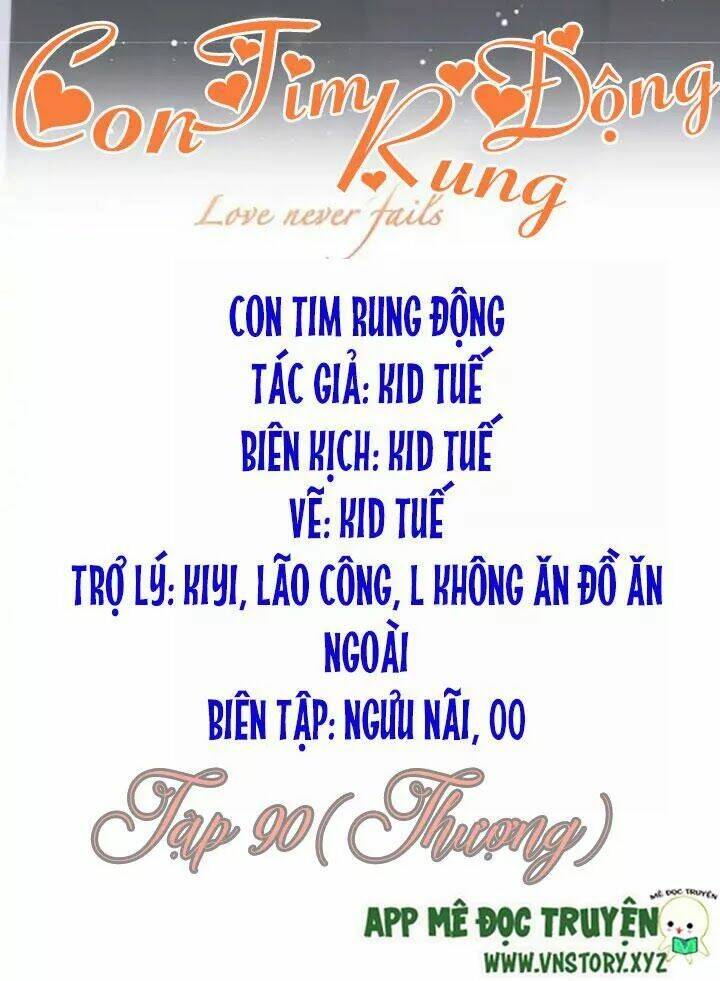 Con Tim Rung Động
Love never fails
CON TIM RUNG ĐỘNG
TÁC GIẢ: KID TUẾ
BIÊN KỊCH: KID TUẾ
VẼ: KID TUẾ
TRỢ LÝ: KIYI, LÃO CÔNG, L KHÔNG ĂN ĐỒ ĂN
NGOÀI
BIÊN TẬP: NGƯU NÃI, OO
Tập 90 (Thượng)
MÊ ĐỌC TRUYỆN
APP MÊ ĐỌC TRUYỆN
WWW.VNSTORY.XYZ